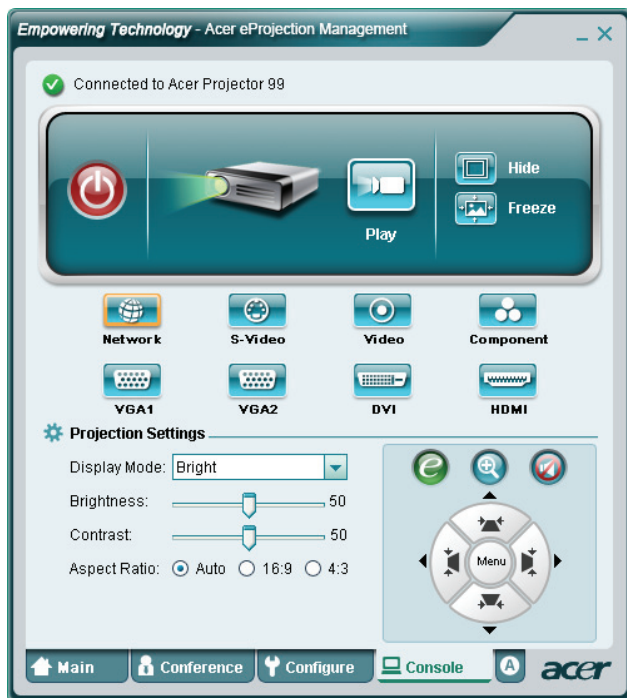 Empowering Technology - Acer eProjection Management
Connected to Acer Projector 99
Hide
Freeze
Play
Network
S-Video
Video
Component
VGA1
VGA2
DVI
HDMI
Projection Settings
Display Mode: Bright
Brightness: 50
Contrast: 50
Aspect Ratio: Auto 16:9 4:3
e
Menu
Main
Conference
Configure
Console
A
acer